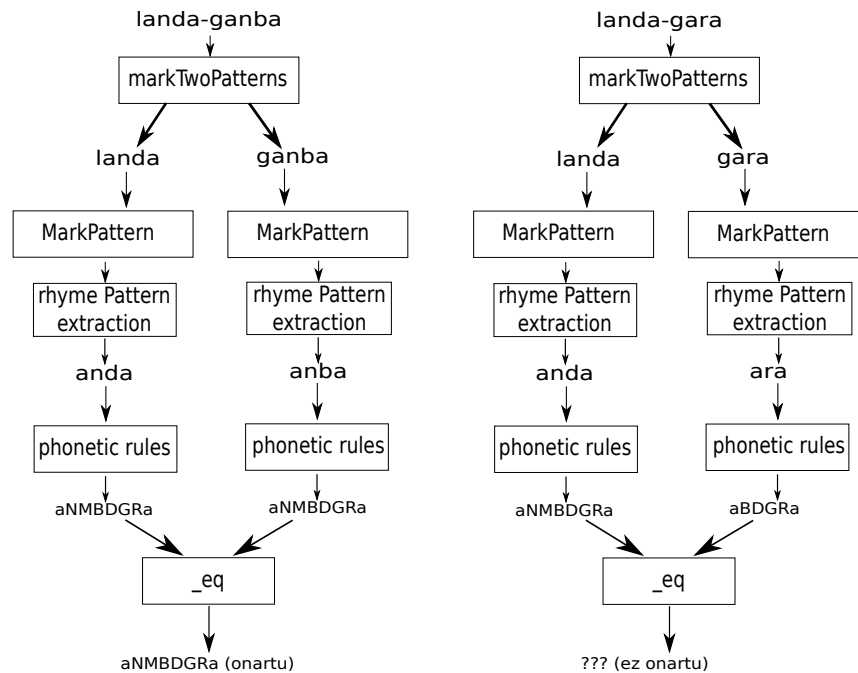 landa-ganba
markTwoPatterns
landa
ganba
MarkPattern
MarkPattern
rhyme Pattern
extraction
rhyme Pattern
extraction
anda
anba
phonetic rules
phonetic rules
aNMBDGRa
aNMBDGRa
_eq
aNMBDGRa (onartu)
landa-gara
markTwoPatterns
landa
gara
MarkPattern
MarkPattern
rhyme Pattern
extraction
rhyme Pattern
extraction
anda
ara
phonetic rules
phonetic rules
aNMBDGRa
aBDGRa
_eq
??? (ez onartu)